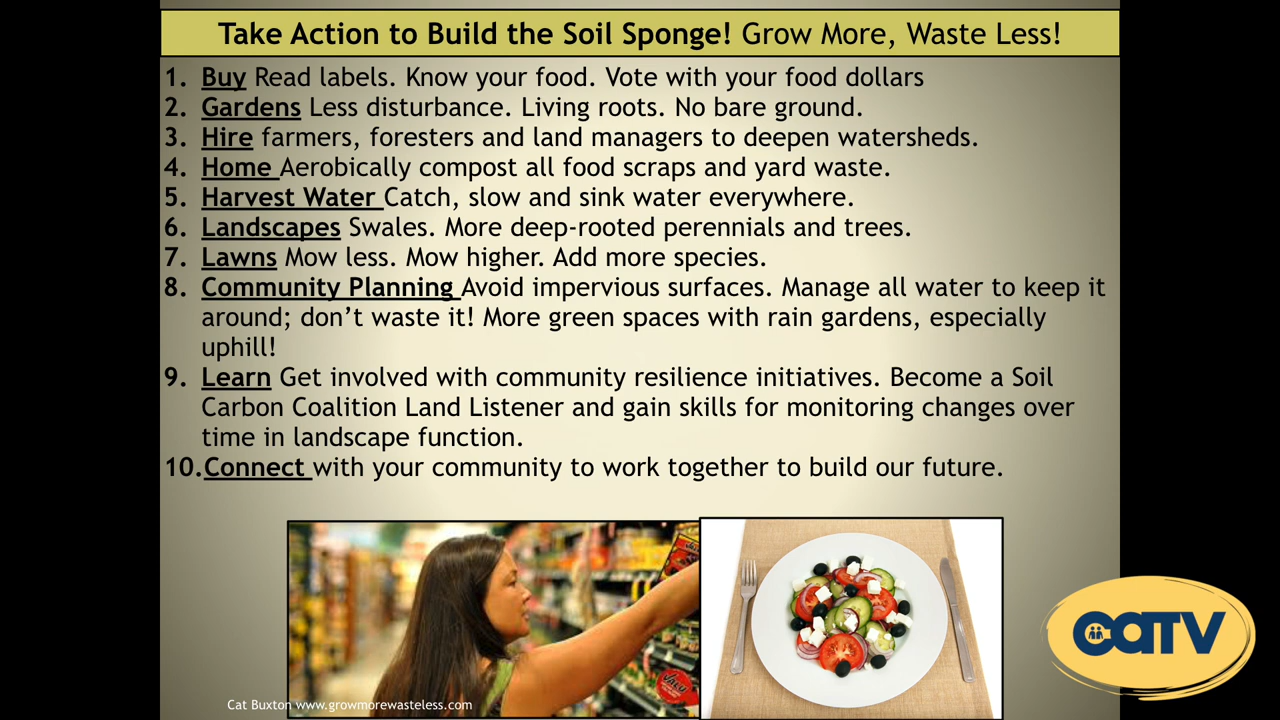 Take Action to Build the Soil Sponge! Grow More, Waste Less!
1. Buy Read labels. Know your food. Vote with your food dollars
2. Gardens Less disturbance. Living roots. No bare ground.
3. Hire farmers, foresters and land managers to deepen watersheds.
4. Home Aerobically compost all food scraps and yard waste.
5. Harvest Water Catch, slow and sink water everywhere.
6. Landscapes Swales. More deep-rooted perennials and trees.
7. Lawns Mow less. Mow higher. Add more species.
8. Community Planning Avoid impervious surfaces. Manage all water to keep it
around; don’t waste it! More green spaces with rain gardens, especially
uphill!
9. Learn Get involved with community resilience initiatives. Become a Soil
Carbon Coalition Land Listener and gain skills for monitoring changes over
time in landscape function.
10.Connect with your community to work together to build our future.
VALU
CATV
Cat Buxton www.growmorewasteless.com